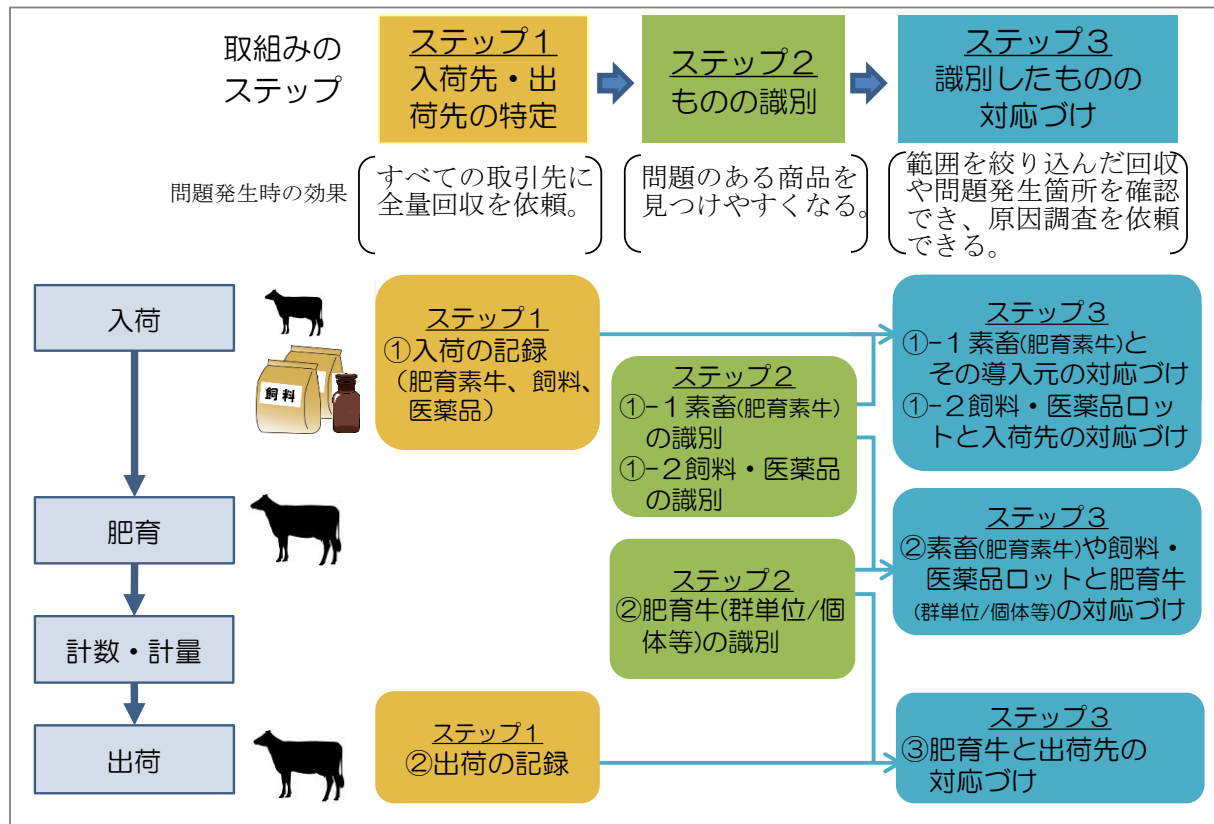 取組みの
ステップ
ステップ１
入荷先・出
荷先の特定
ステップ２
ものの識別
ステップ３
識別したものの
対応づけ
問題発生時の効果
すべての取引先に
全量回収を依頼。
問題のある商品を
見つけやすくなる。
範囲を絞り込んだ回収
や問題発生箇所を確認
でき、原因調査を依頼
できる。
入荷
飼料
肥育
計数・計量
出荷
ステップ１
①入荷の記録
（肥育素牛、飼料、
医薬品）
ステップ２
①-１素畜(肥育素牛)
の識別
①-２飼料・医薬品
の識別
ステップ３
①-１素畜(肥育素牛)と
その導入元の対応づけ
①-２飼料・医薬品ロッ
トと入荷先の対応づけ
ステップ２
②肥育牛(群単位/個
体等)の識別
ステップ３
②素畜(肥育素牛)や飼料・
医薬品ロットと肥育牛
(群単位/個体等)の対応づけ
ステップ１
②出荷の記録
ステップ３
③肥育牛と出荷先の
対応づけ